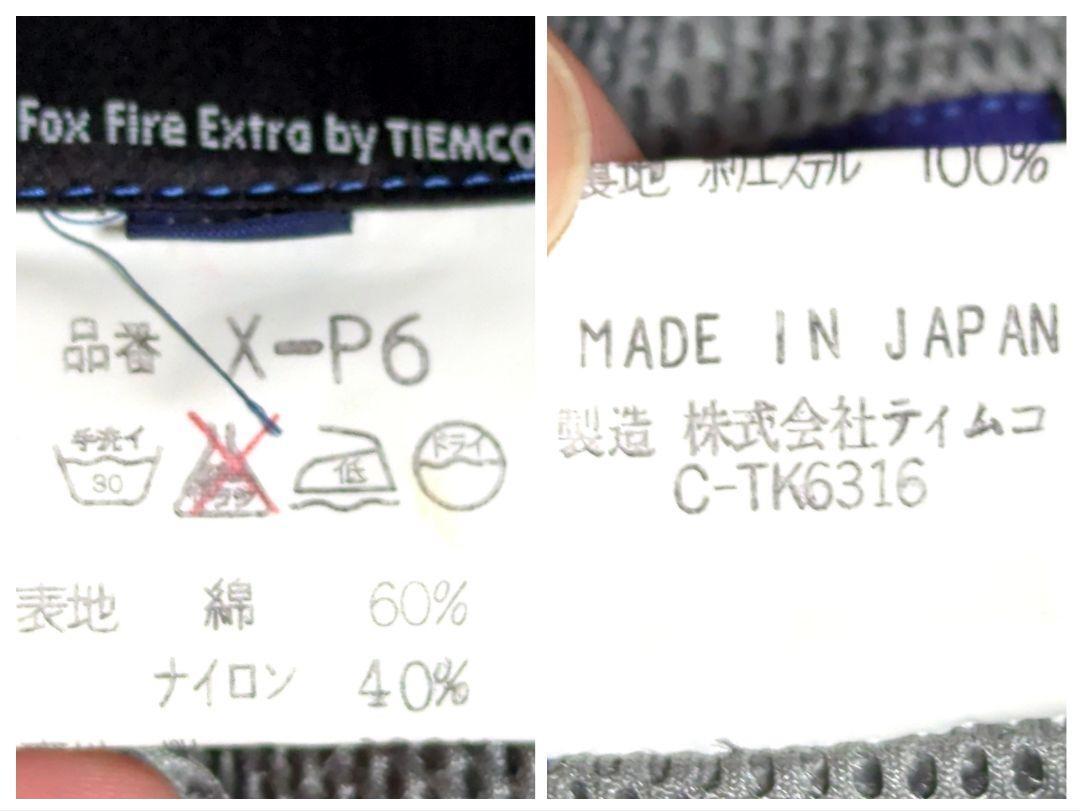 Fox Fire Extra by TIEMCO
品番 X-P6
手洗イ
30
低
ドライ
表地 綿 60%
ナイロン 40%
裏地 ポリエステル 100%
MADE IN JAPAN
製造 株式会社ティムコ
C-TK6316